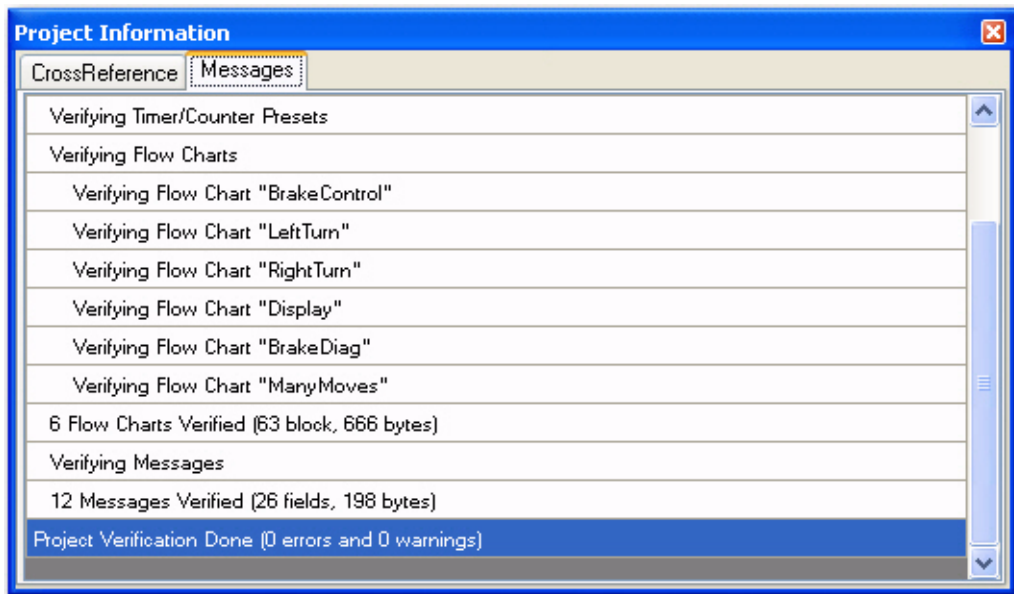 Project Information
CrossReference Messages
Verifying Timer/Counter Presets
Verifying Flow Charts
Verifying Flow Chart "BrakeControl"
Verifying Flow Chart "LeftTurn"
Verifying Flow Chart "RightTurn"
Verifying Flow Chart "Display"
Verifying Flow Chart "BrakeDiag"
Verifying Flow Chart "ManyMoves"
6 Flow Charts Verified (63 block, 666 bytes)
Verifying Messages
12 Messages Verified (26 fields, 198 bytes)
Project Verification Done (0 errors and 0 warnings)